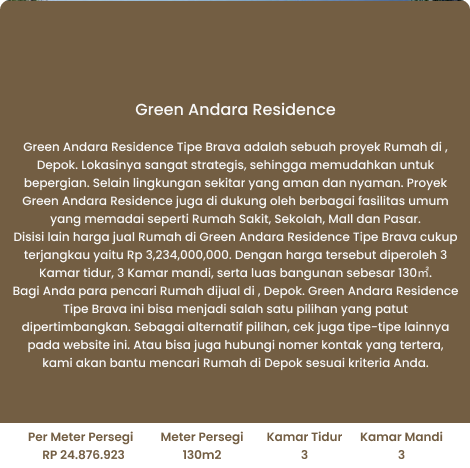 Green Andara Residence
Green Andara Residence Tipe Brava adalah sebuah proyek Rumah di ,
Depok. Lokasinya sangat strategis, sehingga memudahkan untuk
bepergian. Selain lingkungan sekitar yang aman dan nyaman. Proyek
Green Andara Residence juga di dukung oleh berbagai fasilitas umum
yang memadai seperti Rumah Sakit, Sekolah, Mall dan Pasar.
Disisi lain harga jual Rumah di Green Andara Residence Tipe Brava cukup
terjangkau yaitu Rp 3,234,000,000. Dengan harga tersebut diperoleh 3
Kamar tidur, 3 Kamar mandi, serta luas bangunan sebesar 130㎡.
Bagi Anda para pencari Rumah dijual di , Depok. Green Andara Residence
Tipe Brava ini bisa menjadi salah satu pilihan yang patut
dipertimbangkan. Sebagai alternatif pilihan, cek juga tipe-tipe lainnya
pada website ini. Atau bisa juga hubungi nomor kontak yang tertera,
kami akan bantu mencari Rumah di Depok sesuai kriteria Anda.
Per Meter Persegi Meter Persegi Kamar Tidur Kamar Mandi
RP 24.876.923 130m2 3 3